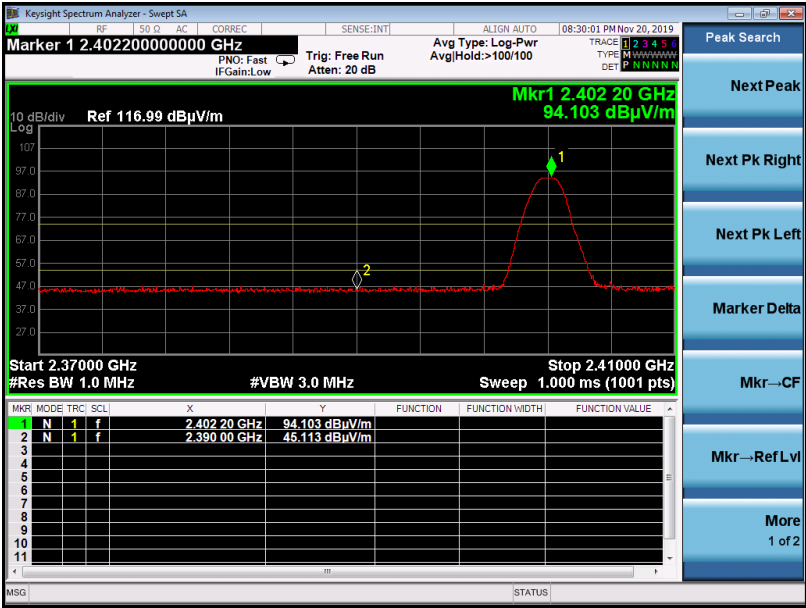 Keysight Spectrum Analyzer - Swept SA
LXI
RF 50 Ω AC CORREC SENSE:INT ALIGN AUTO 08:30:01 PM Nov 20, 2019
Marker 1 2.402200000000 GHz
PNO: Fast
IFGain:Low
Trig: Free Run
Atten: 20 dB
Avg Type: Log-Pwr
Avg|Hold:>100/100
TRACE 1 2 3 4 5 6
TYPE M W W W W W
DET P N N N N N
Mkr1 2.402 20 GHz
94.103 dBµV/m
10 dB/div Ref 116.99 dBµV/m
Log
107
97.0
87.0
77.0
67.0
57.0
47.0
37.0
27.0
1
2
Start 2.37000 GHz Stop 2.41000 GHz
#Res BW 1.0 MHz #VBW 3.0 MHz Sweep 1.000 ms (1001 pts)
MKR MODE TRC SCL X Y FUNCTION FUNCTION WIDTH FUNCTION VALUE
1 N 1 f 2.402 20 GHz 94.103 dBµV/m
2 N 1 f 2.390 00 GHz 45.113 dBµV/m
3
4
5
6
7
8
9
10
11
MSG STATUS
Peak Search
Next Peak
Next Pk Right
Next Pk Left
Marker Delta
Mkr→CF
Mkr→Ref Lvl
More
1 of 2